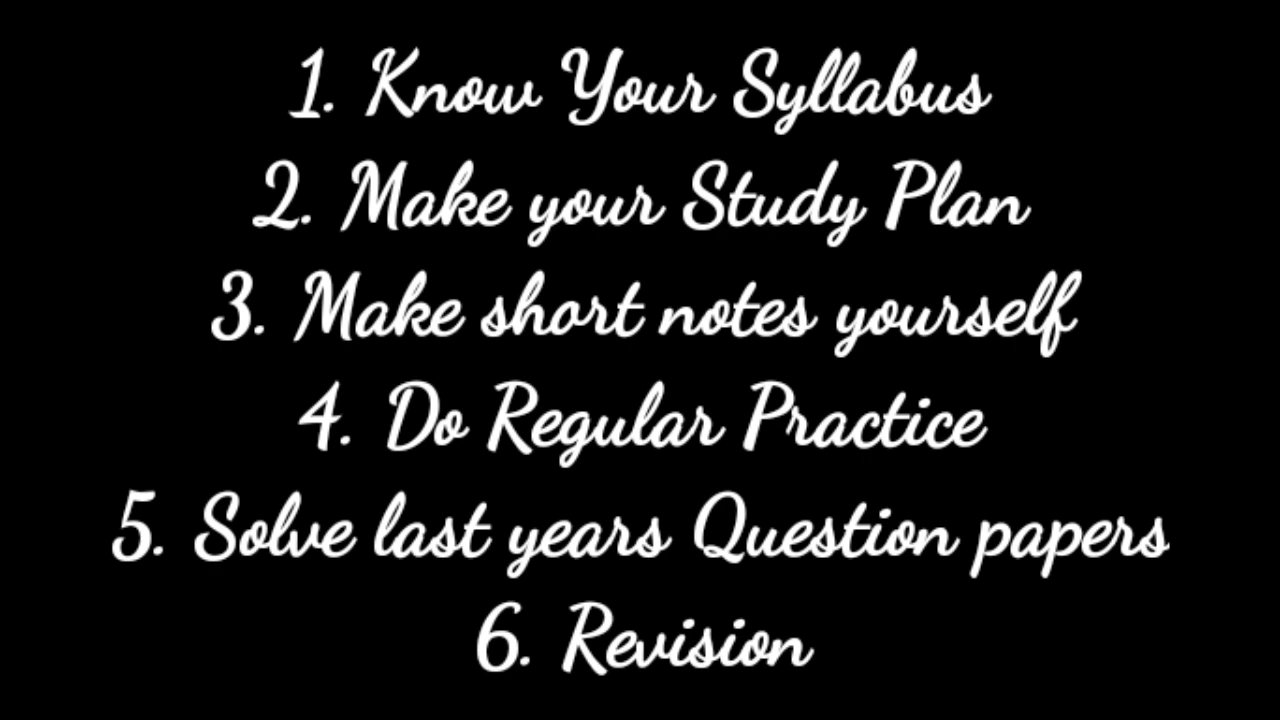 1. Know Your Syllabus
2. Make your Study Plan
3. Make short notes yourself
4. Do Regular Practice
5. Solve last years Question papers
6. Revision